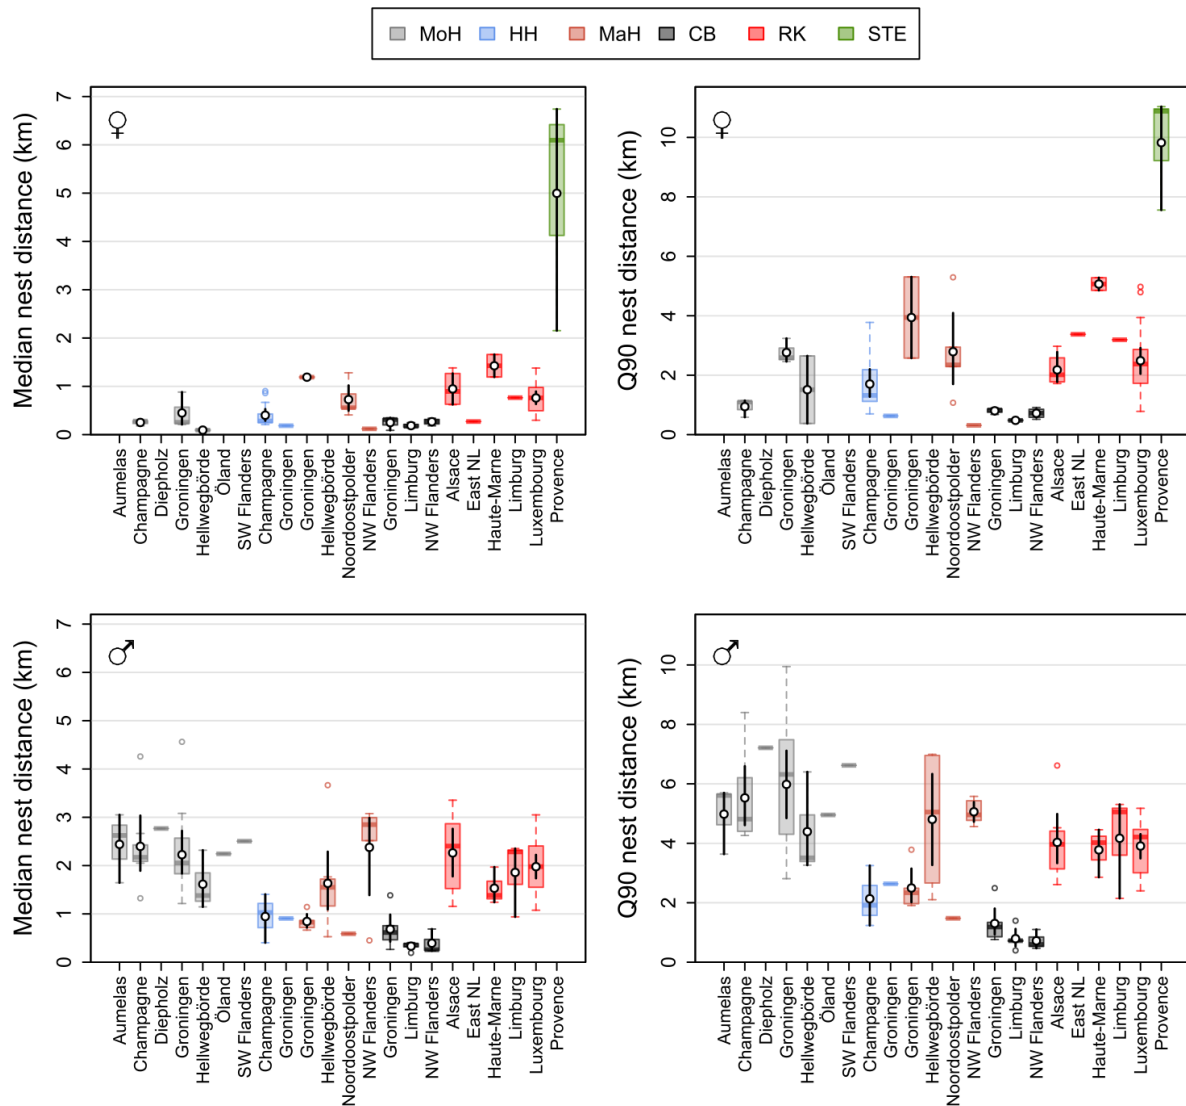 MoH HH MaH CB RK STE
Median nest distance (km)
7
6
5
4
3
2
1
0
♀
Aumelas
Champagne
Diepholz
Groningen
Hellwegbörde
Öland
SW Flanders
Champagne
Groningen
Groningen
Hellwegbörde
Noordoostpolder
NW Flanders
Groningen
Limburg
NW Flanders
Alsace
East NL
Haute-Marne
Limburg
Luxembourg
Provence
Q90 nest distance (km)
10
8
6
4
2
0
♀
Aumelas
Champagne
Diepholz
Groningen
Hellwegbörde
Öland
SW Flanders
Champagne
Groningen
Groningen
Hellwegbörde
Noordoostpolder
NW Flanders
Groningen
Limburg
NW Flanders
Alsace
East NL
Haute-Marne
Limburg
Luxembourg
Provence
Median nest distance (km)
7
6
5
4
3
2
1
0
♂
Aumelas
Champagne
Diepholz
Groningen
Hellwegbörde
Öland
SW Flanders
Champagne
Groningen
Groningen
Hellwegbörde
Noordoostpolder
NW Flanders
Groningen
Limburg
NW Flanders
Alsace
East NL
Haute-Marne
Limburg
Luxembourg
Provence
Q90 nest distance (km)
10
8
6
4
2
0
♂
Aumelas
Champagne
Diepholz
Groningen
Hellwegbörde
Öland
SW Flanders
Champagne
Groningen
Groningen
Hellwegbörde
Noordoostpolder
NW Flanders
Groningen
Limburg
NW Flanders
Alsace
East NL
Haute-Marne
Limburg
Luxembourg
Provence